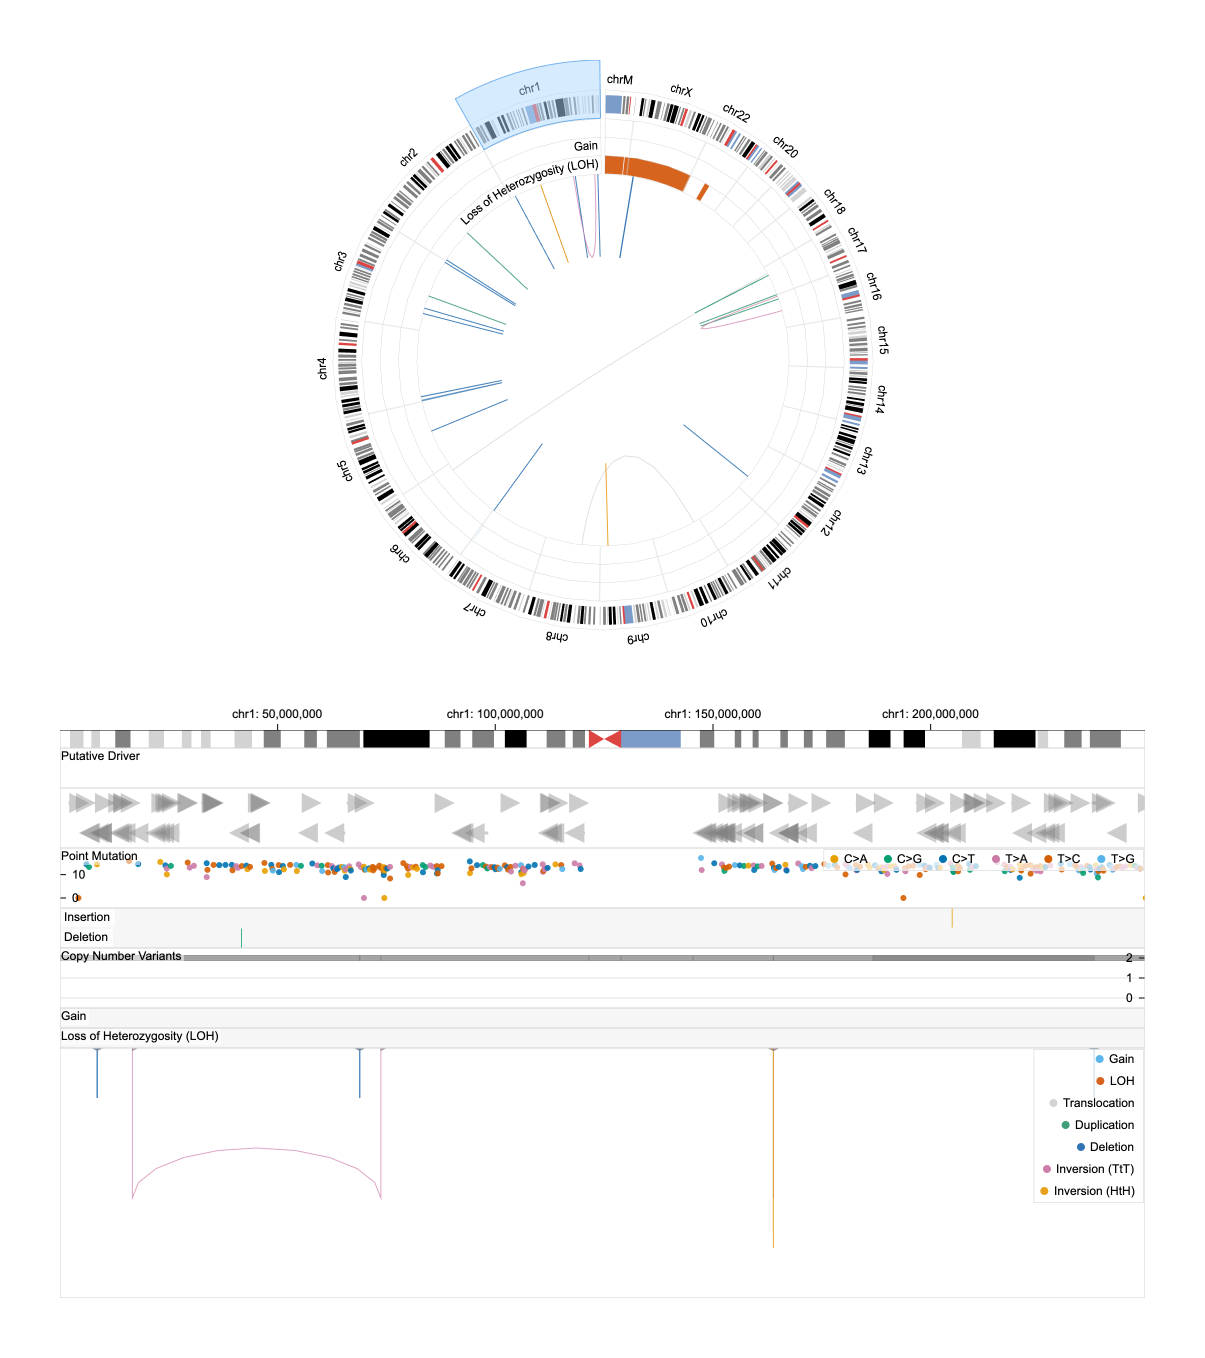 chrM
chrX
chr22
chr20
chr18
chr17
chr16
chr15
chr14
chr13
chr12
chr11
chr10
chr9
chr8
chr7
chr6
chr5
chr4
chr3
chr2
chr1
Gain
Loss of Heterozygosity (LOH)
chr1: 50,000,000
chr1: 100,000,000
chr1: 150,000,000
chr1: 200,000,000
Putative Driver
Point Mutation
C>A
C>G
C>T
T>A
T>C
T>G
10
0
Insertion
Deletion
Copy Number Variants
2
1
0
Gain
Loss of Heterozygosity (LOH)
Gain
LOH
Translocation
Duplication
Deletion
Inversion (TtT)
Inversion (HtH)